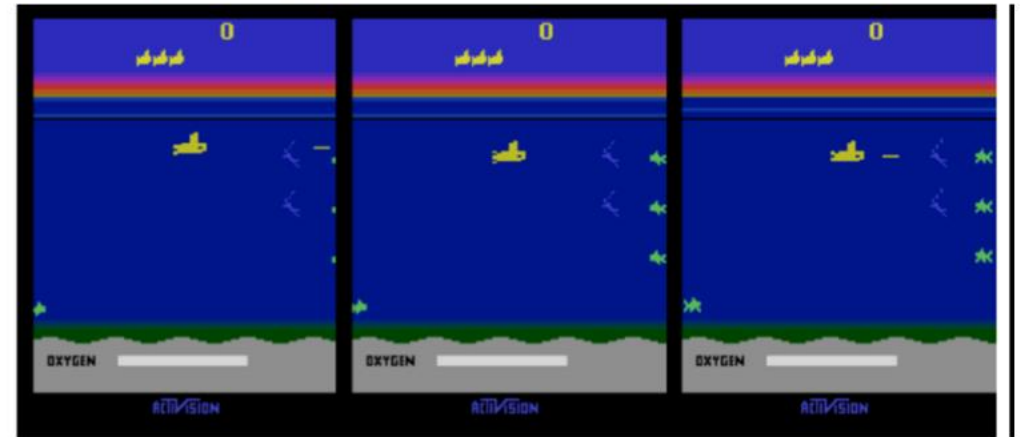 0 0 0
OXYGEN OXYGEN OXYGEN
ACTIVISION ACTIVISION ACTIVISION